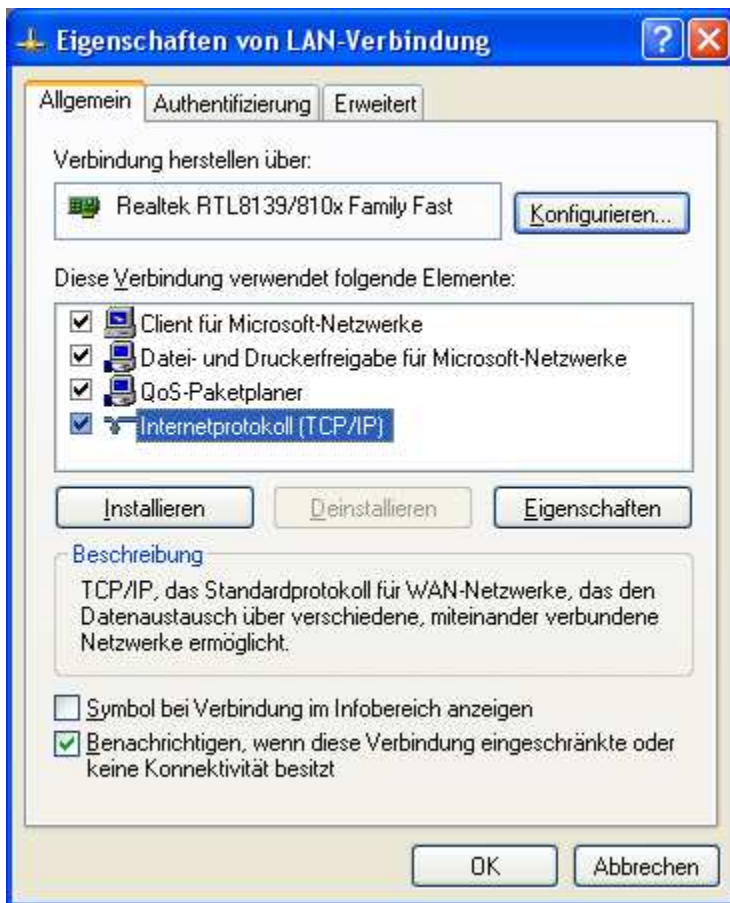 Eigenschaften von LAN-Verbindung
Allgemein
Authentifizierung
Erweitert
Verbindung herstellen über:
Realtek RTL8139/810x Family Fast
Konfigurieren...
Diese Verbindung verwendet folgende Elemente:
Client für Microsoft-Netzwerke
Datei- und Druckerfreigabe für Microsoft-Netzwerke
QoS-Paketplaner
Internetprotokoll (TCP/IP)
Installieren
Deinstallieren
Eigenschaften
Beschreibung
TCP/IP, das Standardprotokoll für WAN-Netzwerke, das den
Datenaustausch über verschiedene, miteinander verbundene
Netzwerke ermöglicht.
Symbol bei Verbindung im Infobereich anzeigen
Benachrichtigen, wenn diese Verbindung eingeschränkte oder
keine Konnektivität besitzt
OK
Abbrechen